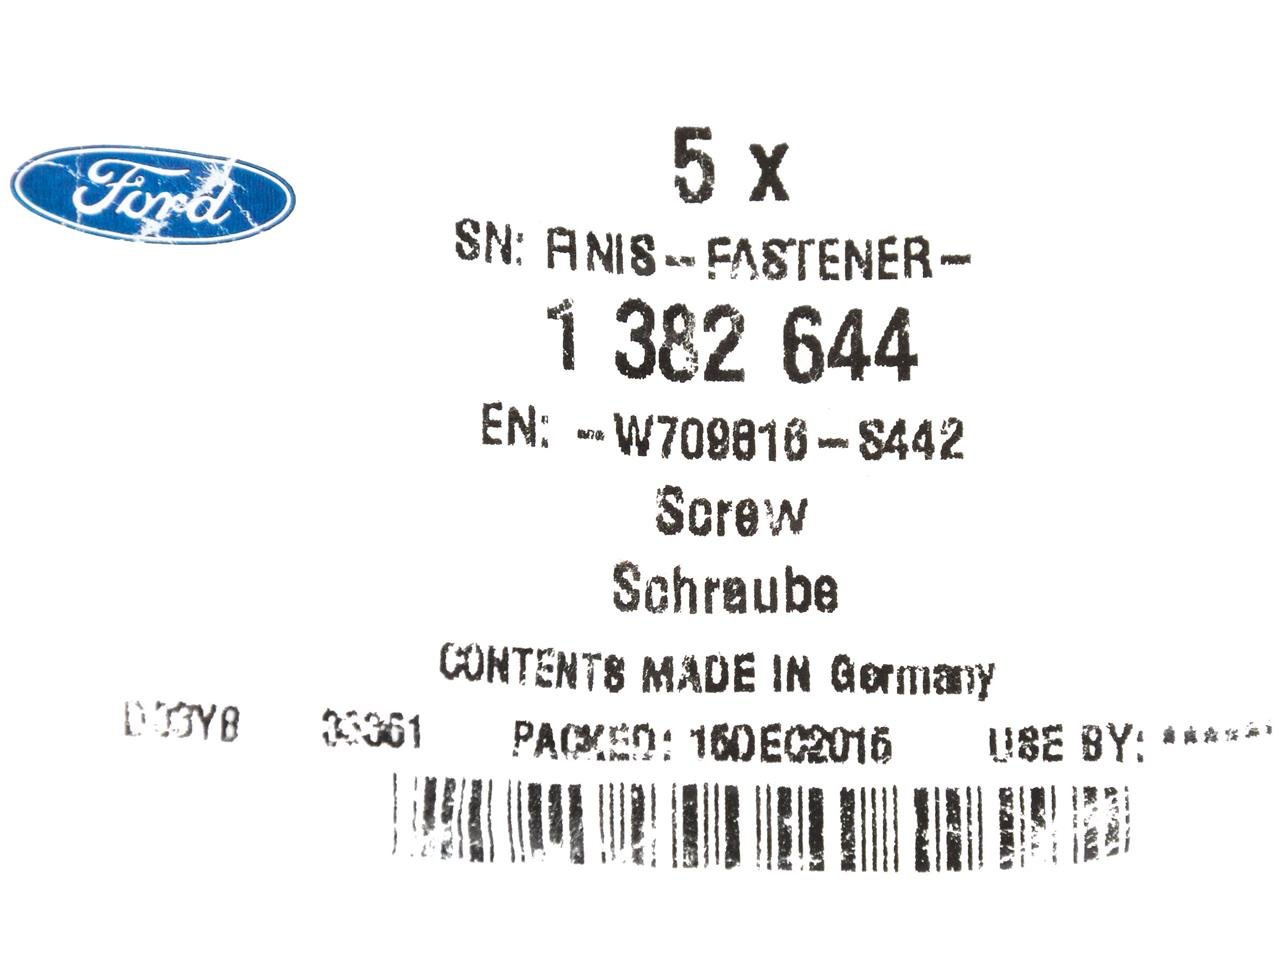 Ford
5 x
SN: FINIS-FASTENER-
1 382 644
EN: --W709816-S442
Screw
Schraube
CONTENTS MADE IN Germany
PACKED: USE BY: ******